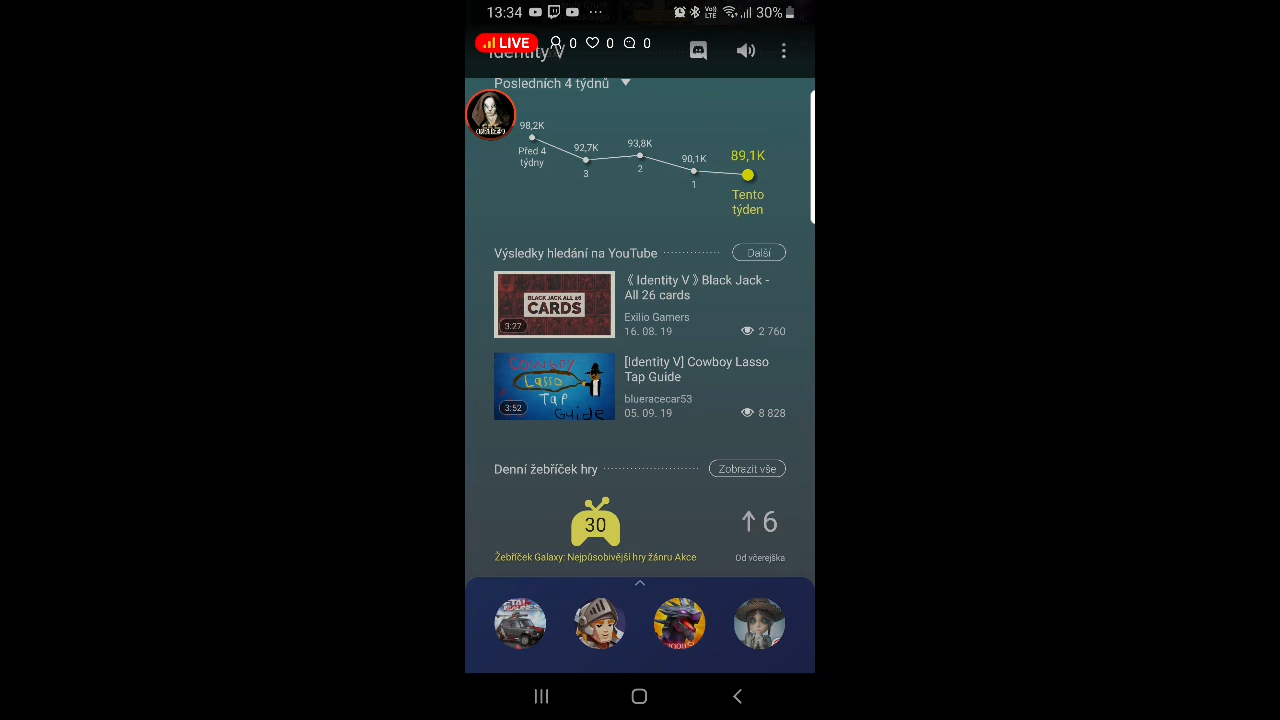 13:34
Vo)
LTE
30%
LIVE
0
0
0
Identity V
Posledních 4 týdnů
98,2K
92,7K
93,8K
90,1K
89,1K
Před 4
týdny
3
2
1
Tento
týden
Výsledky hledání na YouTube
Další
BLACK JACK ALL 26
CARDS
3:27
《 Identity V 》Black Jack -
All 26 cards
Exilio Gamers
16. 08. 19
2 760
COWBOY
Lasso
TAP
GUIDE
3:52
[Identity V] Cowboy Lasso
Tap Guide
blueracecar53
05. 09. 19
8 828
Denní žebříček hry
Zobrazit vše
30
6
Žebříček Galaxy: Nejpůsobivější hry žánru Akce
Od včerejška